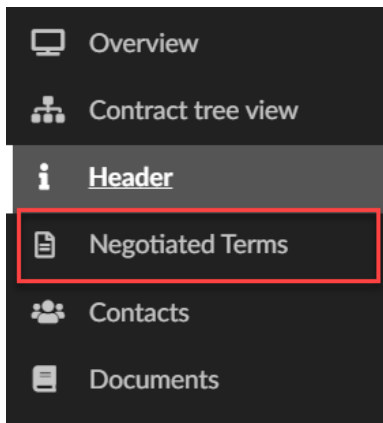 Overview
Contract tree view
Header
Negotiated Terms
Contacts
Documents